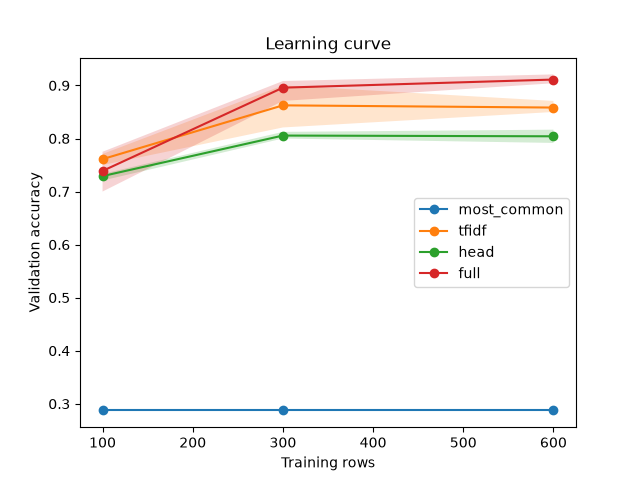 Learning curve
Validation accuracy
0.9
0.8
0.7
0.6
0.5
0.4
0.3
most_common
tfidf
head
full
100 200 300 400 500 600
Training rows